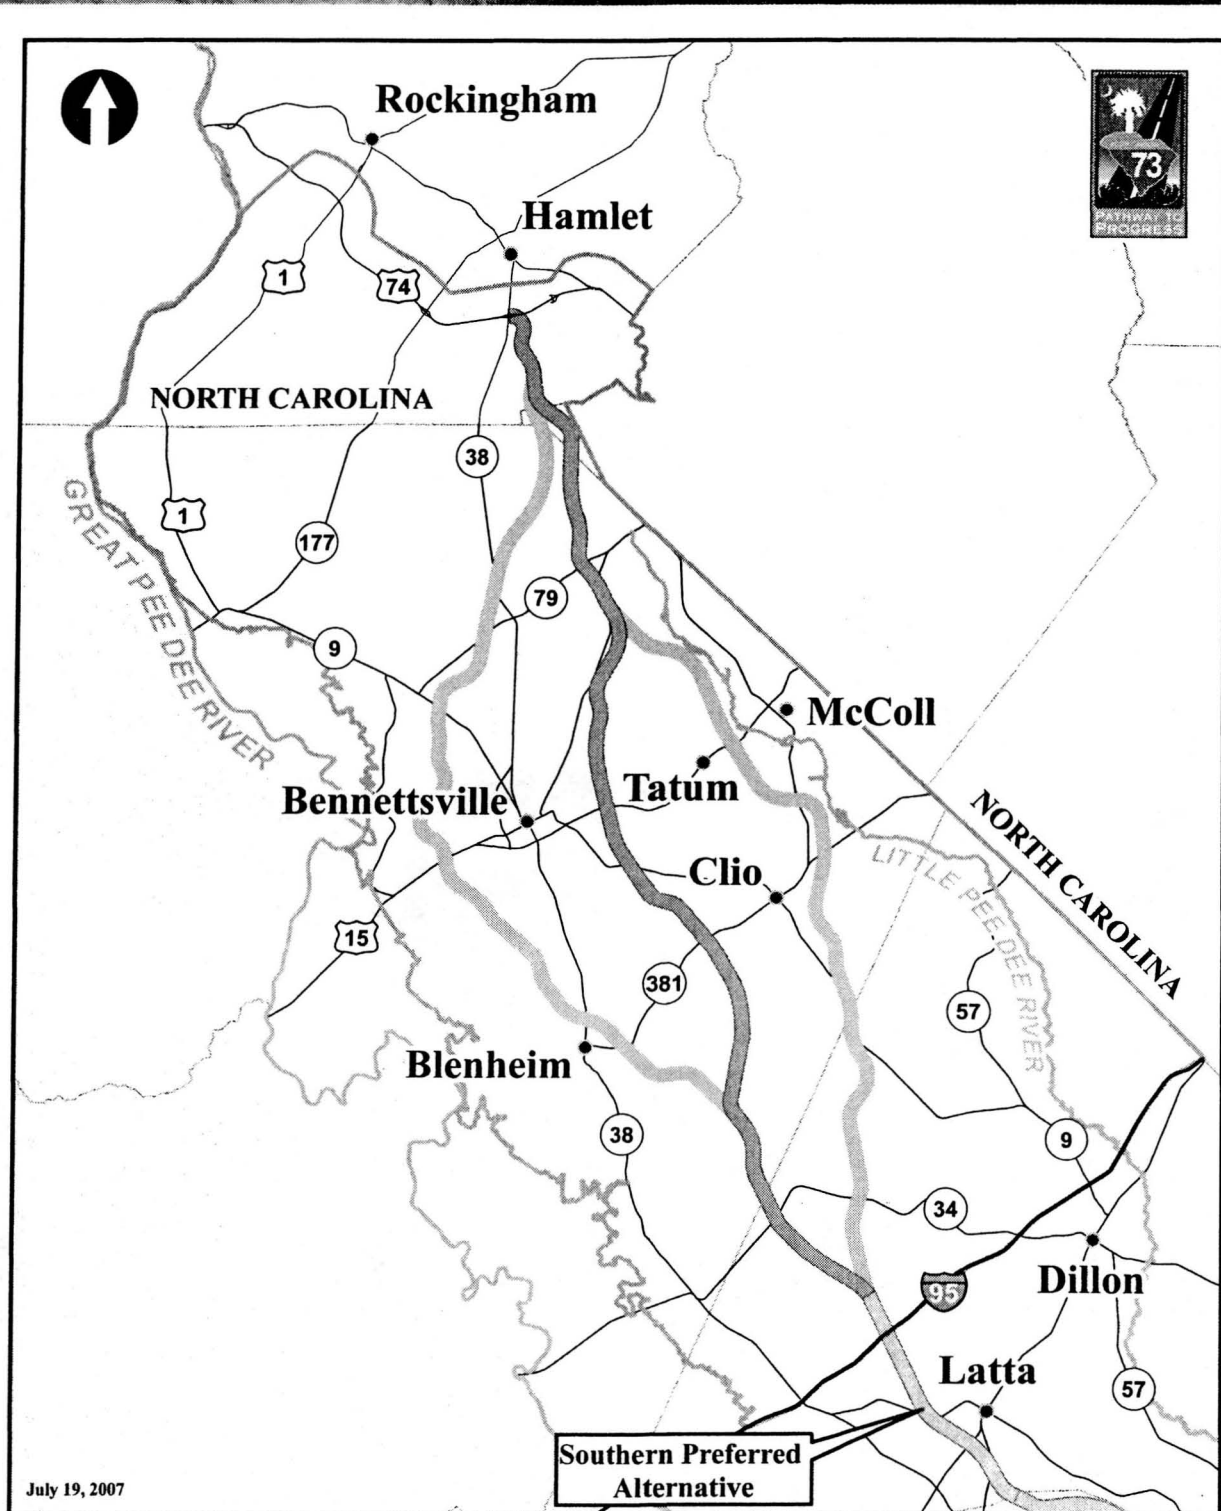 Rockingham
73
PATHWAY TO
PROGRESS
Hamlet
1
74
NORTH CAROLINA
38
GREAT PEE DEE RIVER
1
177
79
9
McColl
Tatum
Bennettsville
NORTH CAROLINA
Clio
LITTLE PEE DEE RIVER
15
381
57
Blenheim
38
9
34
Dillon
95
Latta
57
Southern Preferred
Alternative
July 19, 2007